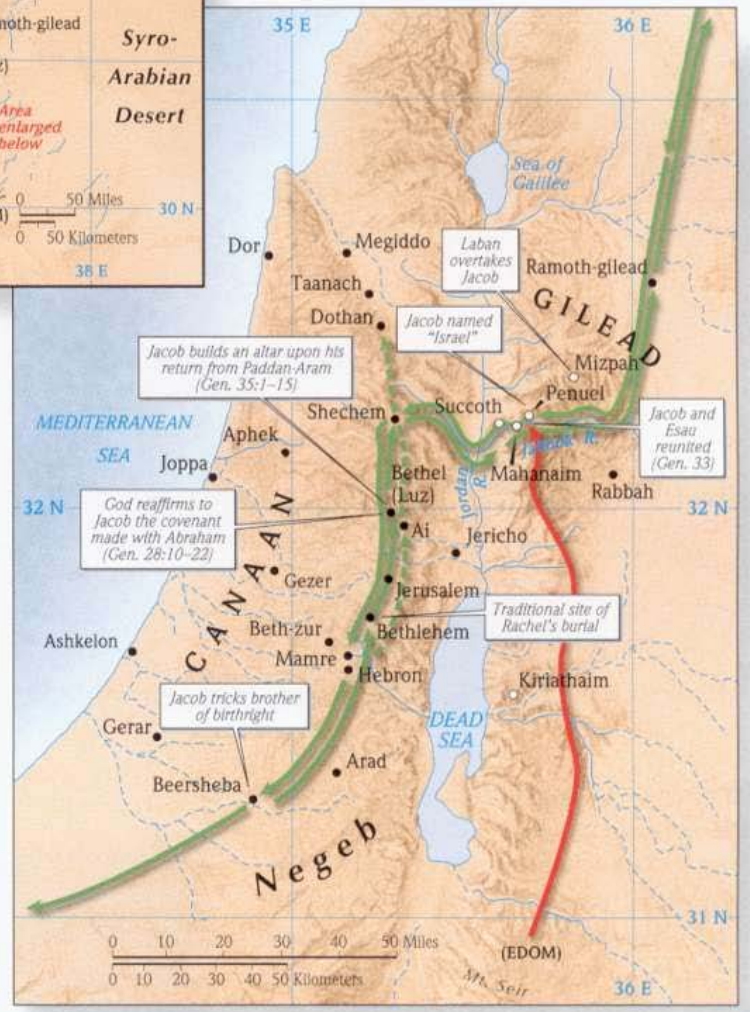 moth-gilead
Syro-
Arabian
Desert
z)
Area
enlarged
below
0 50 Miles
0 50 Kilometers
30 N
38 E
35 E
36 E
Sea of
Galilee
Dor
Megiddo
Laban
overtakes
Jacob
Ramoth-gilead
Taanach
GILEAD
Dothan
Jacob named
"Israel"
Jacob builds an altar upon his
return from Paddan-Aram
(Gen. 35:1–15)
Mizpah
Penuel
Succoth
Shechem
Jacob and
Esau
reunited
(Gen. 33)
MEDITERRANEAN
SEA
Aphek
Jabbok R.
Joppa
Mahanaim
Bethel
(Luz)
Jordan
R.
Rabbah
32 N
32 N
God reaffirms to
Jacob the covenant
made with Abraham
(Gen. 28:10–22)
Ai
Jericho
CANAAN
Gezer
Jerusalem
Traditional site of
Rachel's burial
Beth-zur
Bethlehem
Ashkelon
Mamre
Hebron
Kiriathaim
Jacob tricks brother
of birthright
DEAD
SEA
Gerar
Arad
Beersheba
Negeb
31 N
0 10 20 30 40 50 Miles
0 10 20 30 40 50 Kilometers
(EDOM)
Mt. Seir
36 E